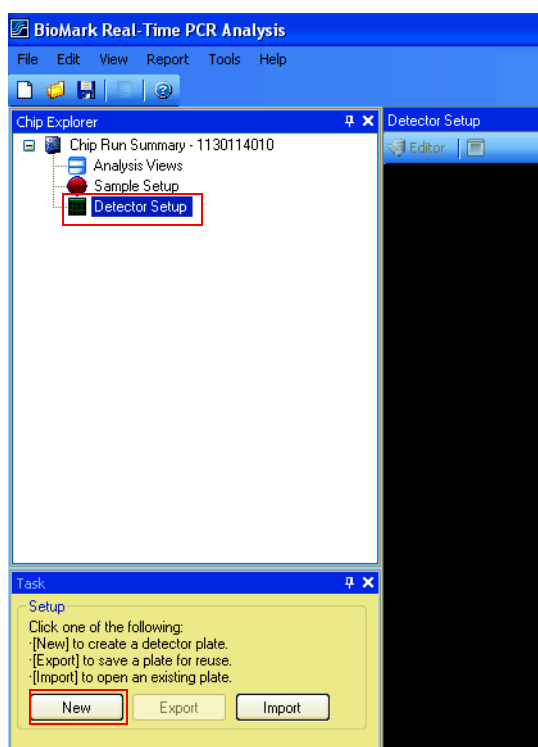 BioMark Real-Time PCR Analysis
File Edit View Report Tools Help
Chip Explorer
Detector Setup
Chip Run Summary - 1130114010
Editor
Analysis Views
Sample Setup
Detector Setup
Task
Setup
Click one of the following:
·[New] to create a detector plate.
·[Export] to save a plate for reuse.
·[Import] to open an existing plate.
New Export Import